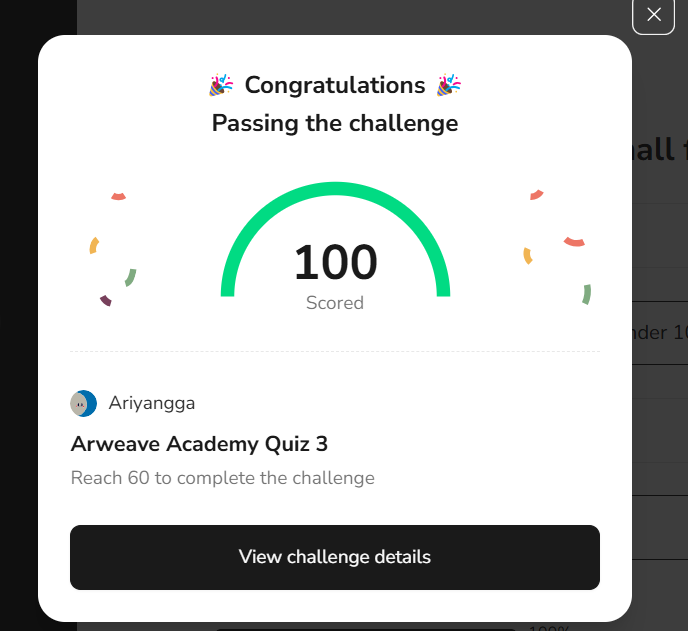 Congratulations
Passing the challenge
100
Scored
Ariyangga
Arweave Academy Quiz 3
Reach 60 to complete the challenge
View challenge details